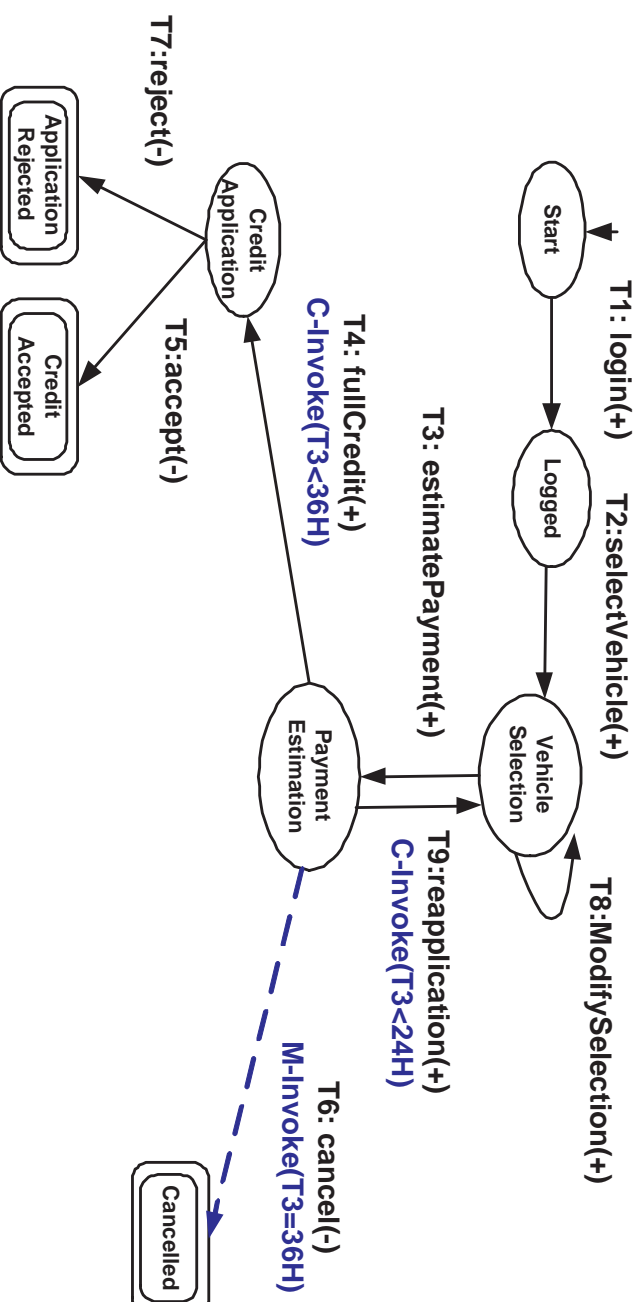 T1: login(+)
T2:selectVehicle(+)
T8:ModifySelection(+)
Start
Logged
Vehicle
Selection
T3: estimatePayment(+)
T9:reapplication(+)
C-Invoke(T3<24H)
T4: fullCredit(+)
C-Invoke(T3<36H)
T6: cancel(-)
M-Invoke(T3=36H)
Credit
Application
Payment
Estimation
T7:reject(-)
T5:accept(-)
Cancelled
Application
Rejected
Credit
Accepted